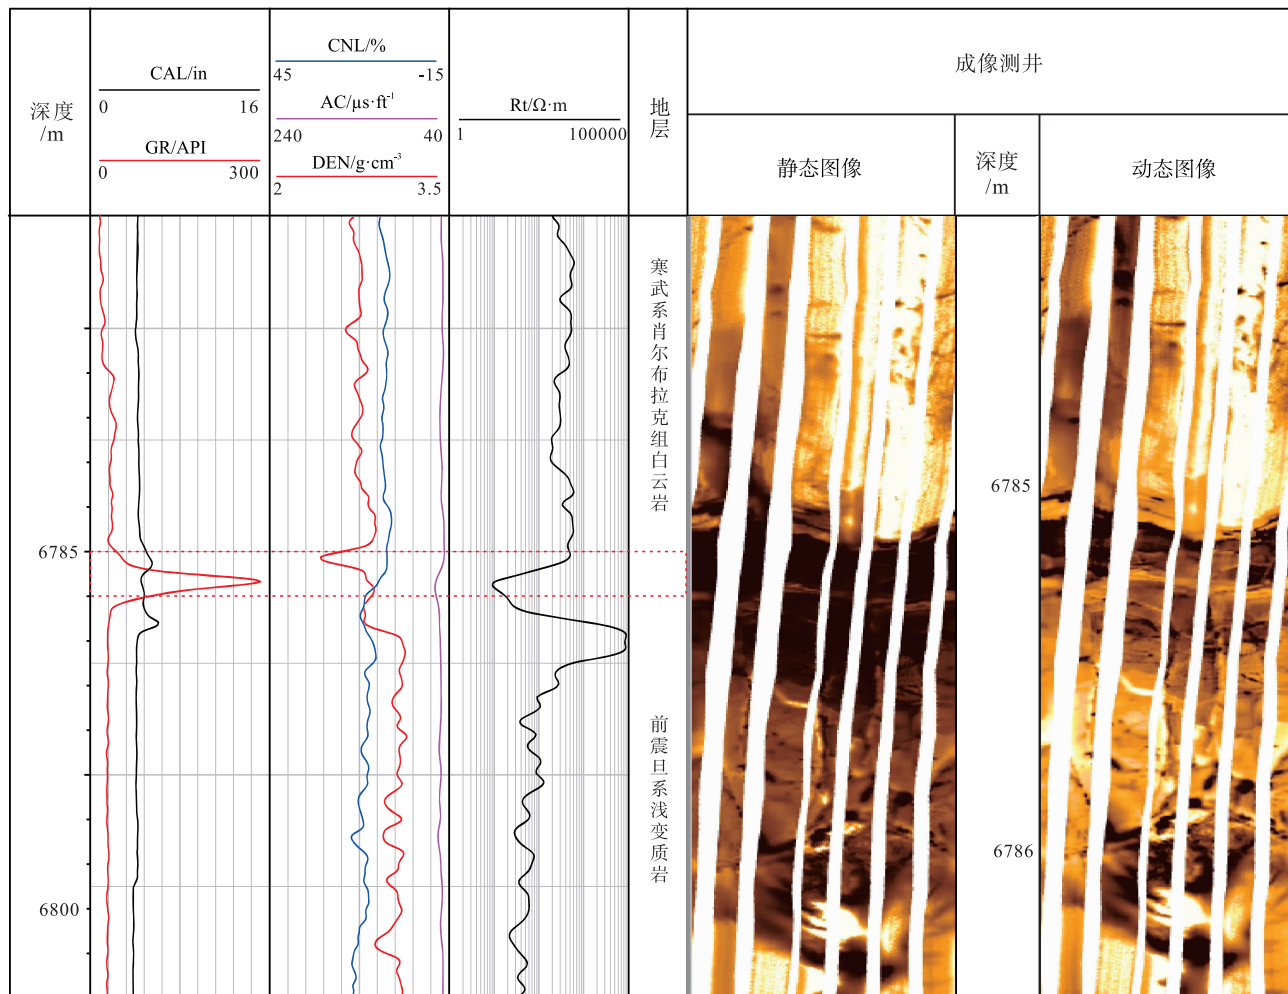 深度
/m
CAL/in
0 16
GR/API
0 300
CNL/%
45 -15
AC/μs·ft⁻¹
240 40
DEN/g·cm⁻³
2 3.5
Rt/Ω·m
1 100000
地层
成像测井
静态图像
深度
/m
动态图像
寒武系肖尔布拉克组白云岩
前震旦系浅变质岩
6785
6800
6785
6786